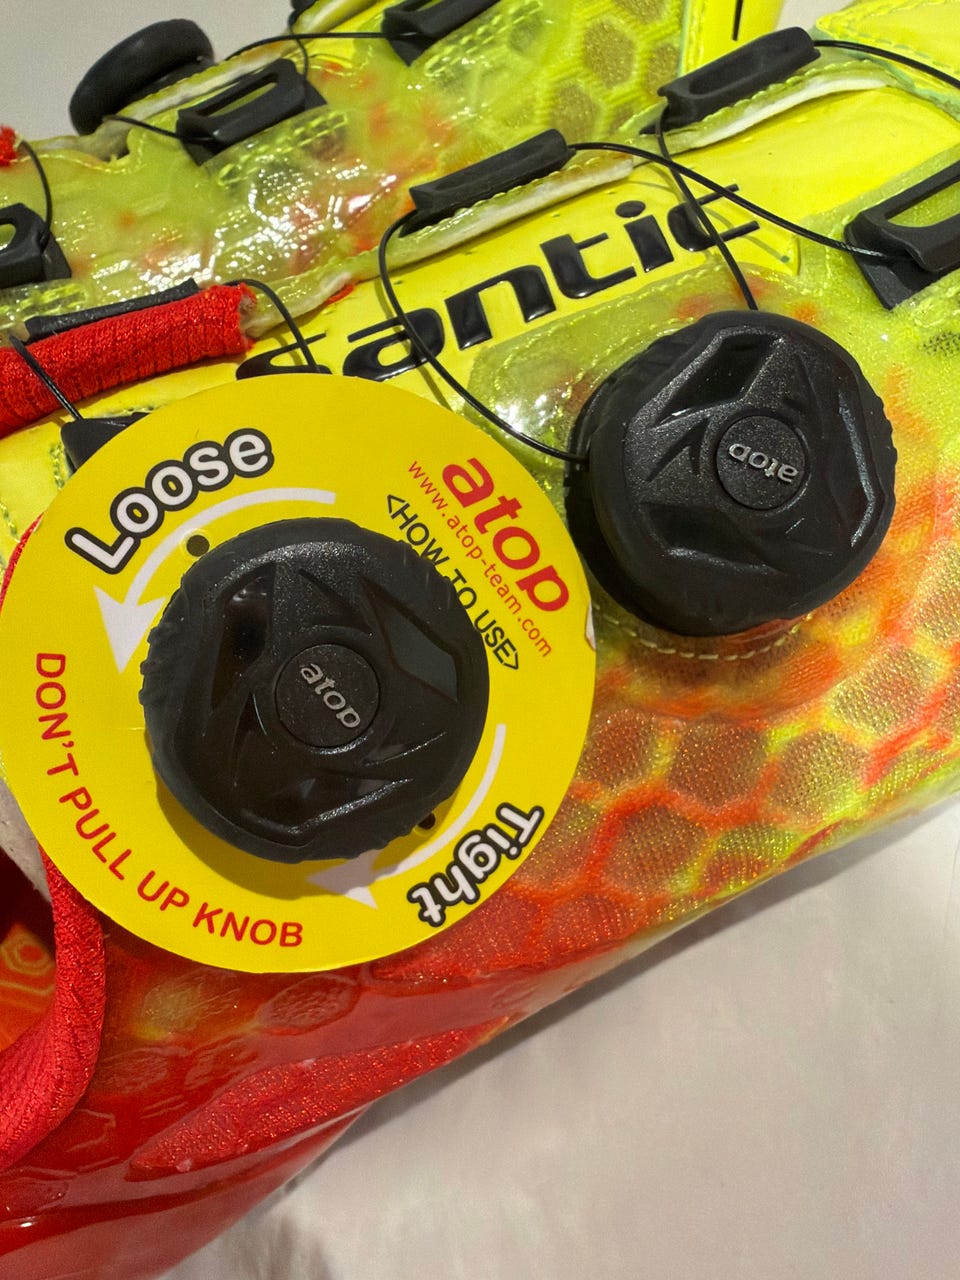 santic
atop
www.atop-team.com
<HOW TO USE>
Loose
Tight
DON'T PULL UP KNOB
atop
atop